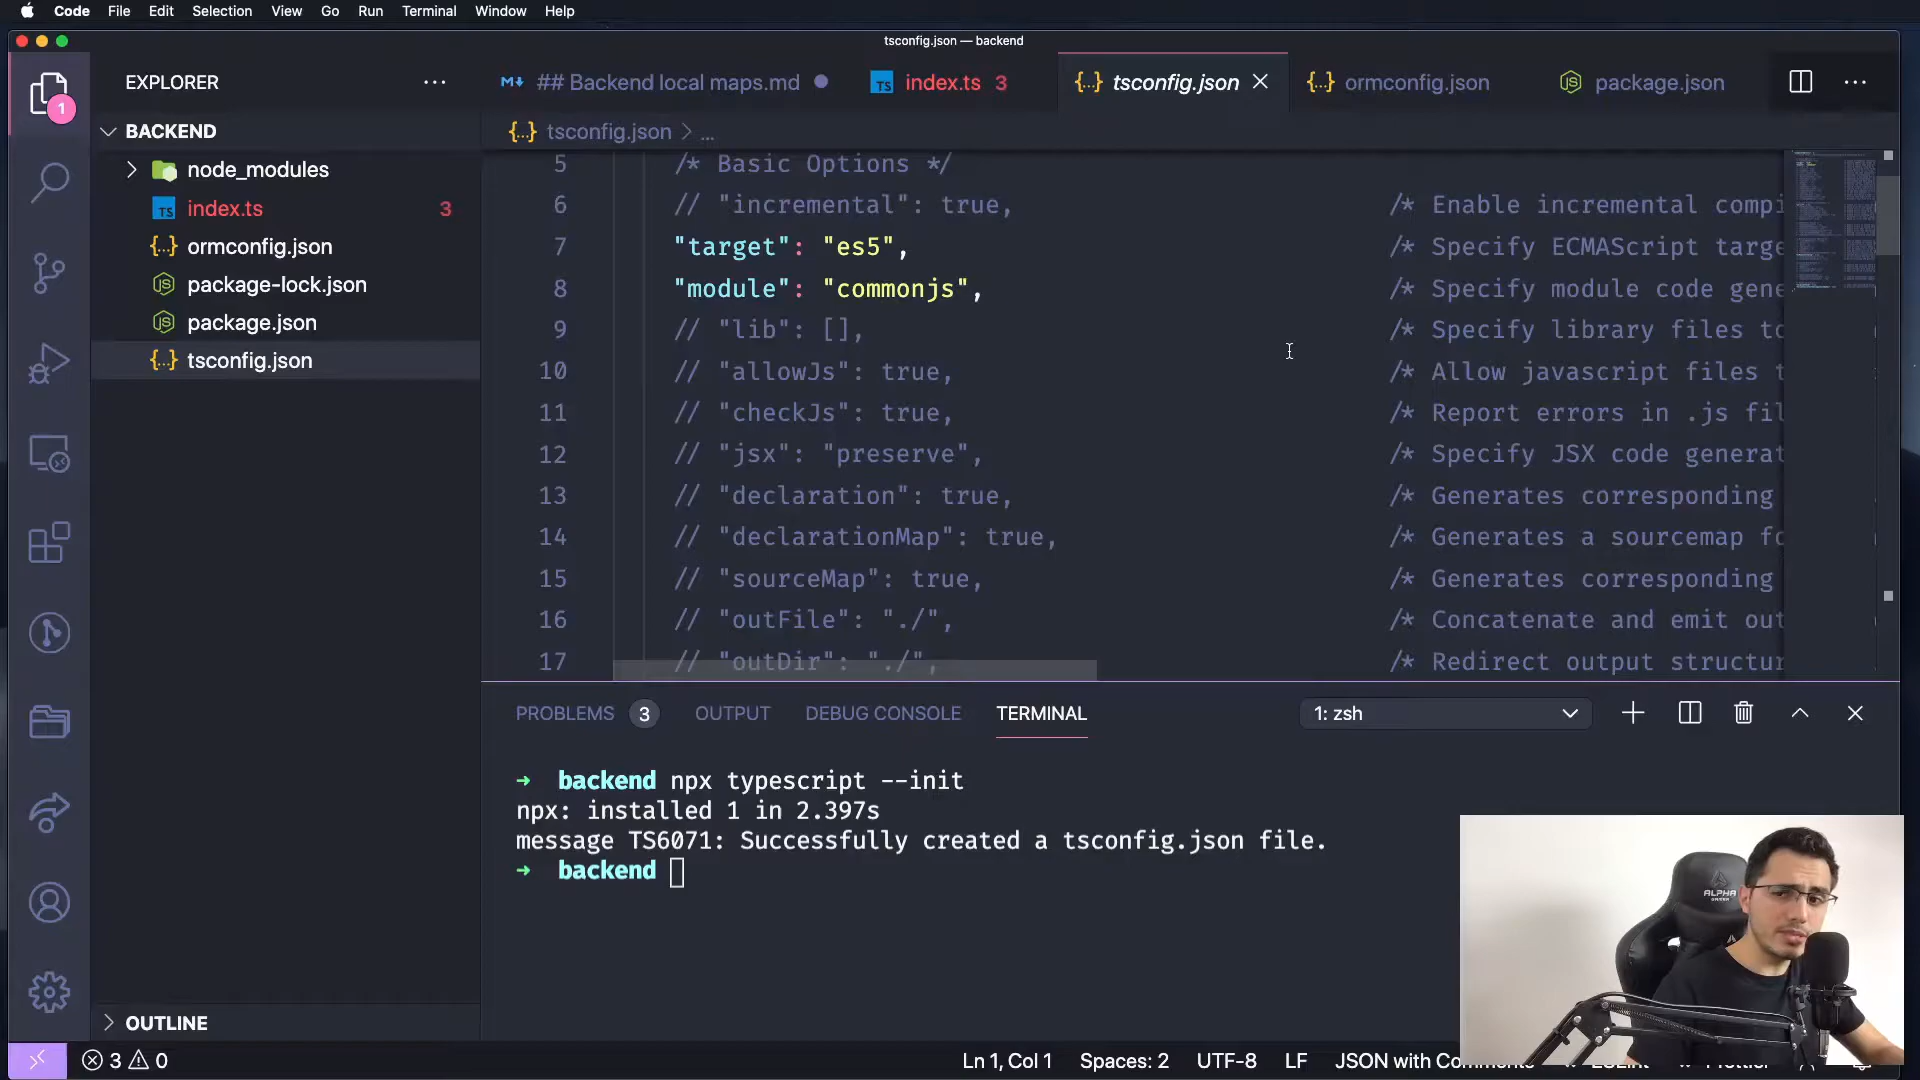 Code File Edit Selection View Go Run Terminal Window Help
tsconfig.json — backend
EXPLORER
## Backend local maps.md
index.ts 3
tsconfig.json
ormconfig.json
package.json
1
BACKEND
node_modules
index.ts 3
ormconfig.json
package-lock.json
package.json
tsconfig.json
OUTLINE
tsconfig.json > ...
5 /* Basic Options */
6 // "incremental": true, /* Enable incremental compi
7 "target": "es5", /* Specify ECMAScript targe
8 "module": "commonjs", /* Specify module code gene
9 // "lib": [], /* Specify library files to
10 // "allowJs": true, /* Allow javascript files t
11 // "checkJs": true, /* Report errors in .js fil
12 // "jsx": "preserve", /* Specify JSX code generat
13 // "declaration": true, /* Generates corresponding
14 // "declarationMap": true, /* Generates a sourcemap fo
15 // "sourceMap": true, /* Generates corresponding
16 // "outFile": "./", /* Concatenate and emit out
17 // "outDir": "./", /* Redirect output structur
PROBLEMS 3 OUTPUT DEBUG CONSOLE TERMINAL 1: zsh
➜ backend npx typescript --init
npx: installed 1 in 2.397s
message TS6071: Successfully created a tsconfig.json file.
➜ backend
ALPHA
GAMER
3 0 Ln 1, Col 1 Spaces: 2 UTF-8 LF JSON with Comments